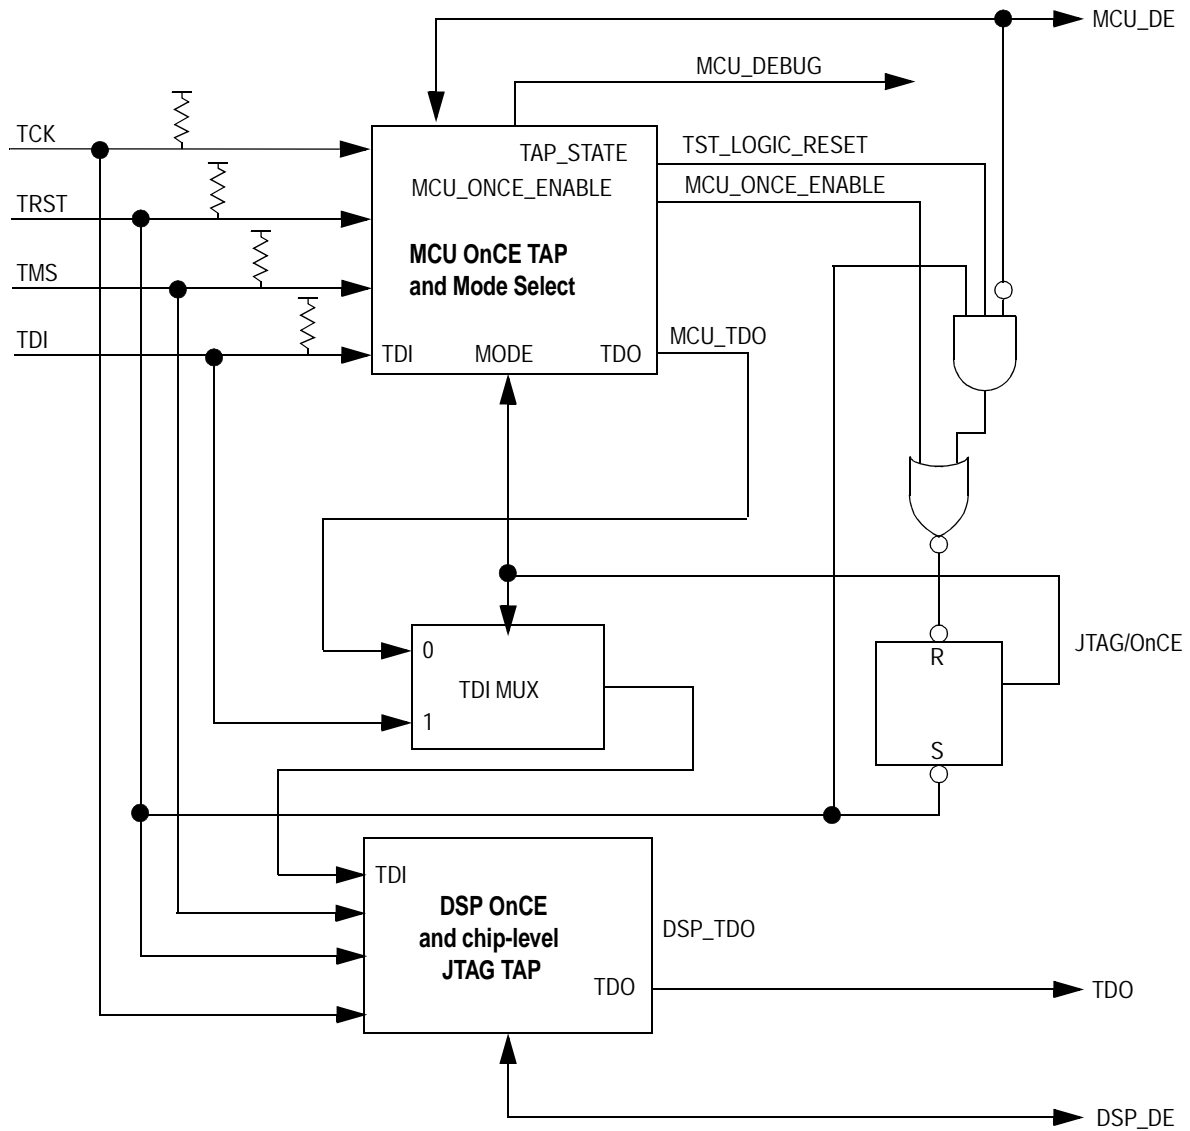 MCU_DE
MCU_DEBUG
TCK
TAP_STATE
TST_LOGIC_RESET
MCU_ONCE_ENABLE
MCU_ONCE_ENABLE
TRST
MCU OnCE TAP
and Mode Select
TMS
TDI
MCU_TDO
TDI MODE TDO
0
TDI MUX
1
R
JTAG/OnCE
S
TDI
DSP OnCE
and chip-level
JTAG TAP
DSP_TDO
TDO
TDO
DSP_DE